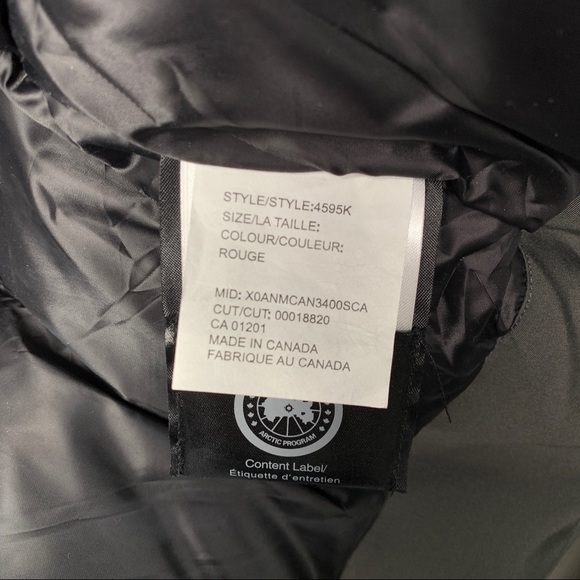 STYLE/STYLE:4595K
SIZE/LA TAILLE:
COLOUR/COULEUR:
ROUGE
MID: X0ANMCAN3400SCA
CUT/CUT: 00018820
CA 01201
MADE IN CANADA
FABRIQUE AU CANADA
ARCTIC PROGRAM
Content Label/
Étiquette d'entretien